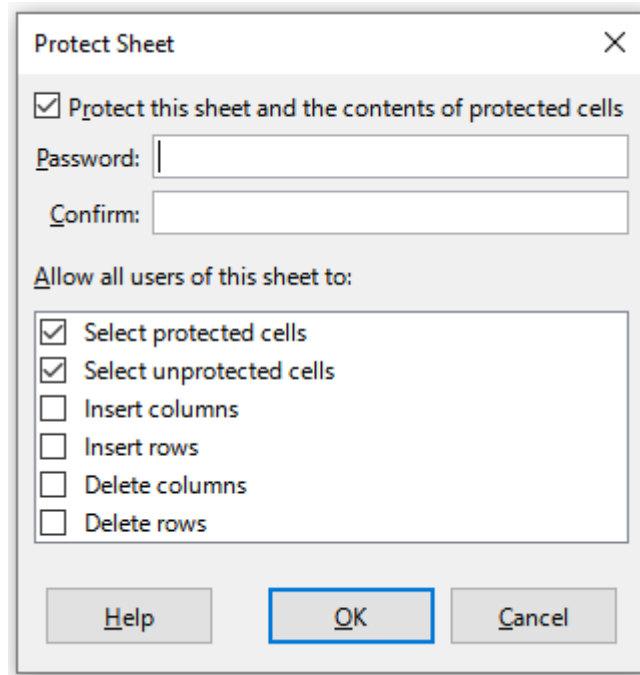 Protect Sheet
Protect this sheet and the contents of protected cells
Password:
Confirm:
Allow all users of this sheet to:
Select protected cells
Select unprotected cells
Insert columns
Insert rows
Delete columns
Delete rows
Help OK Cancel